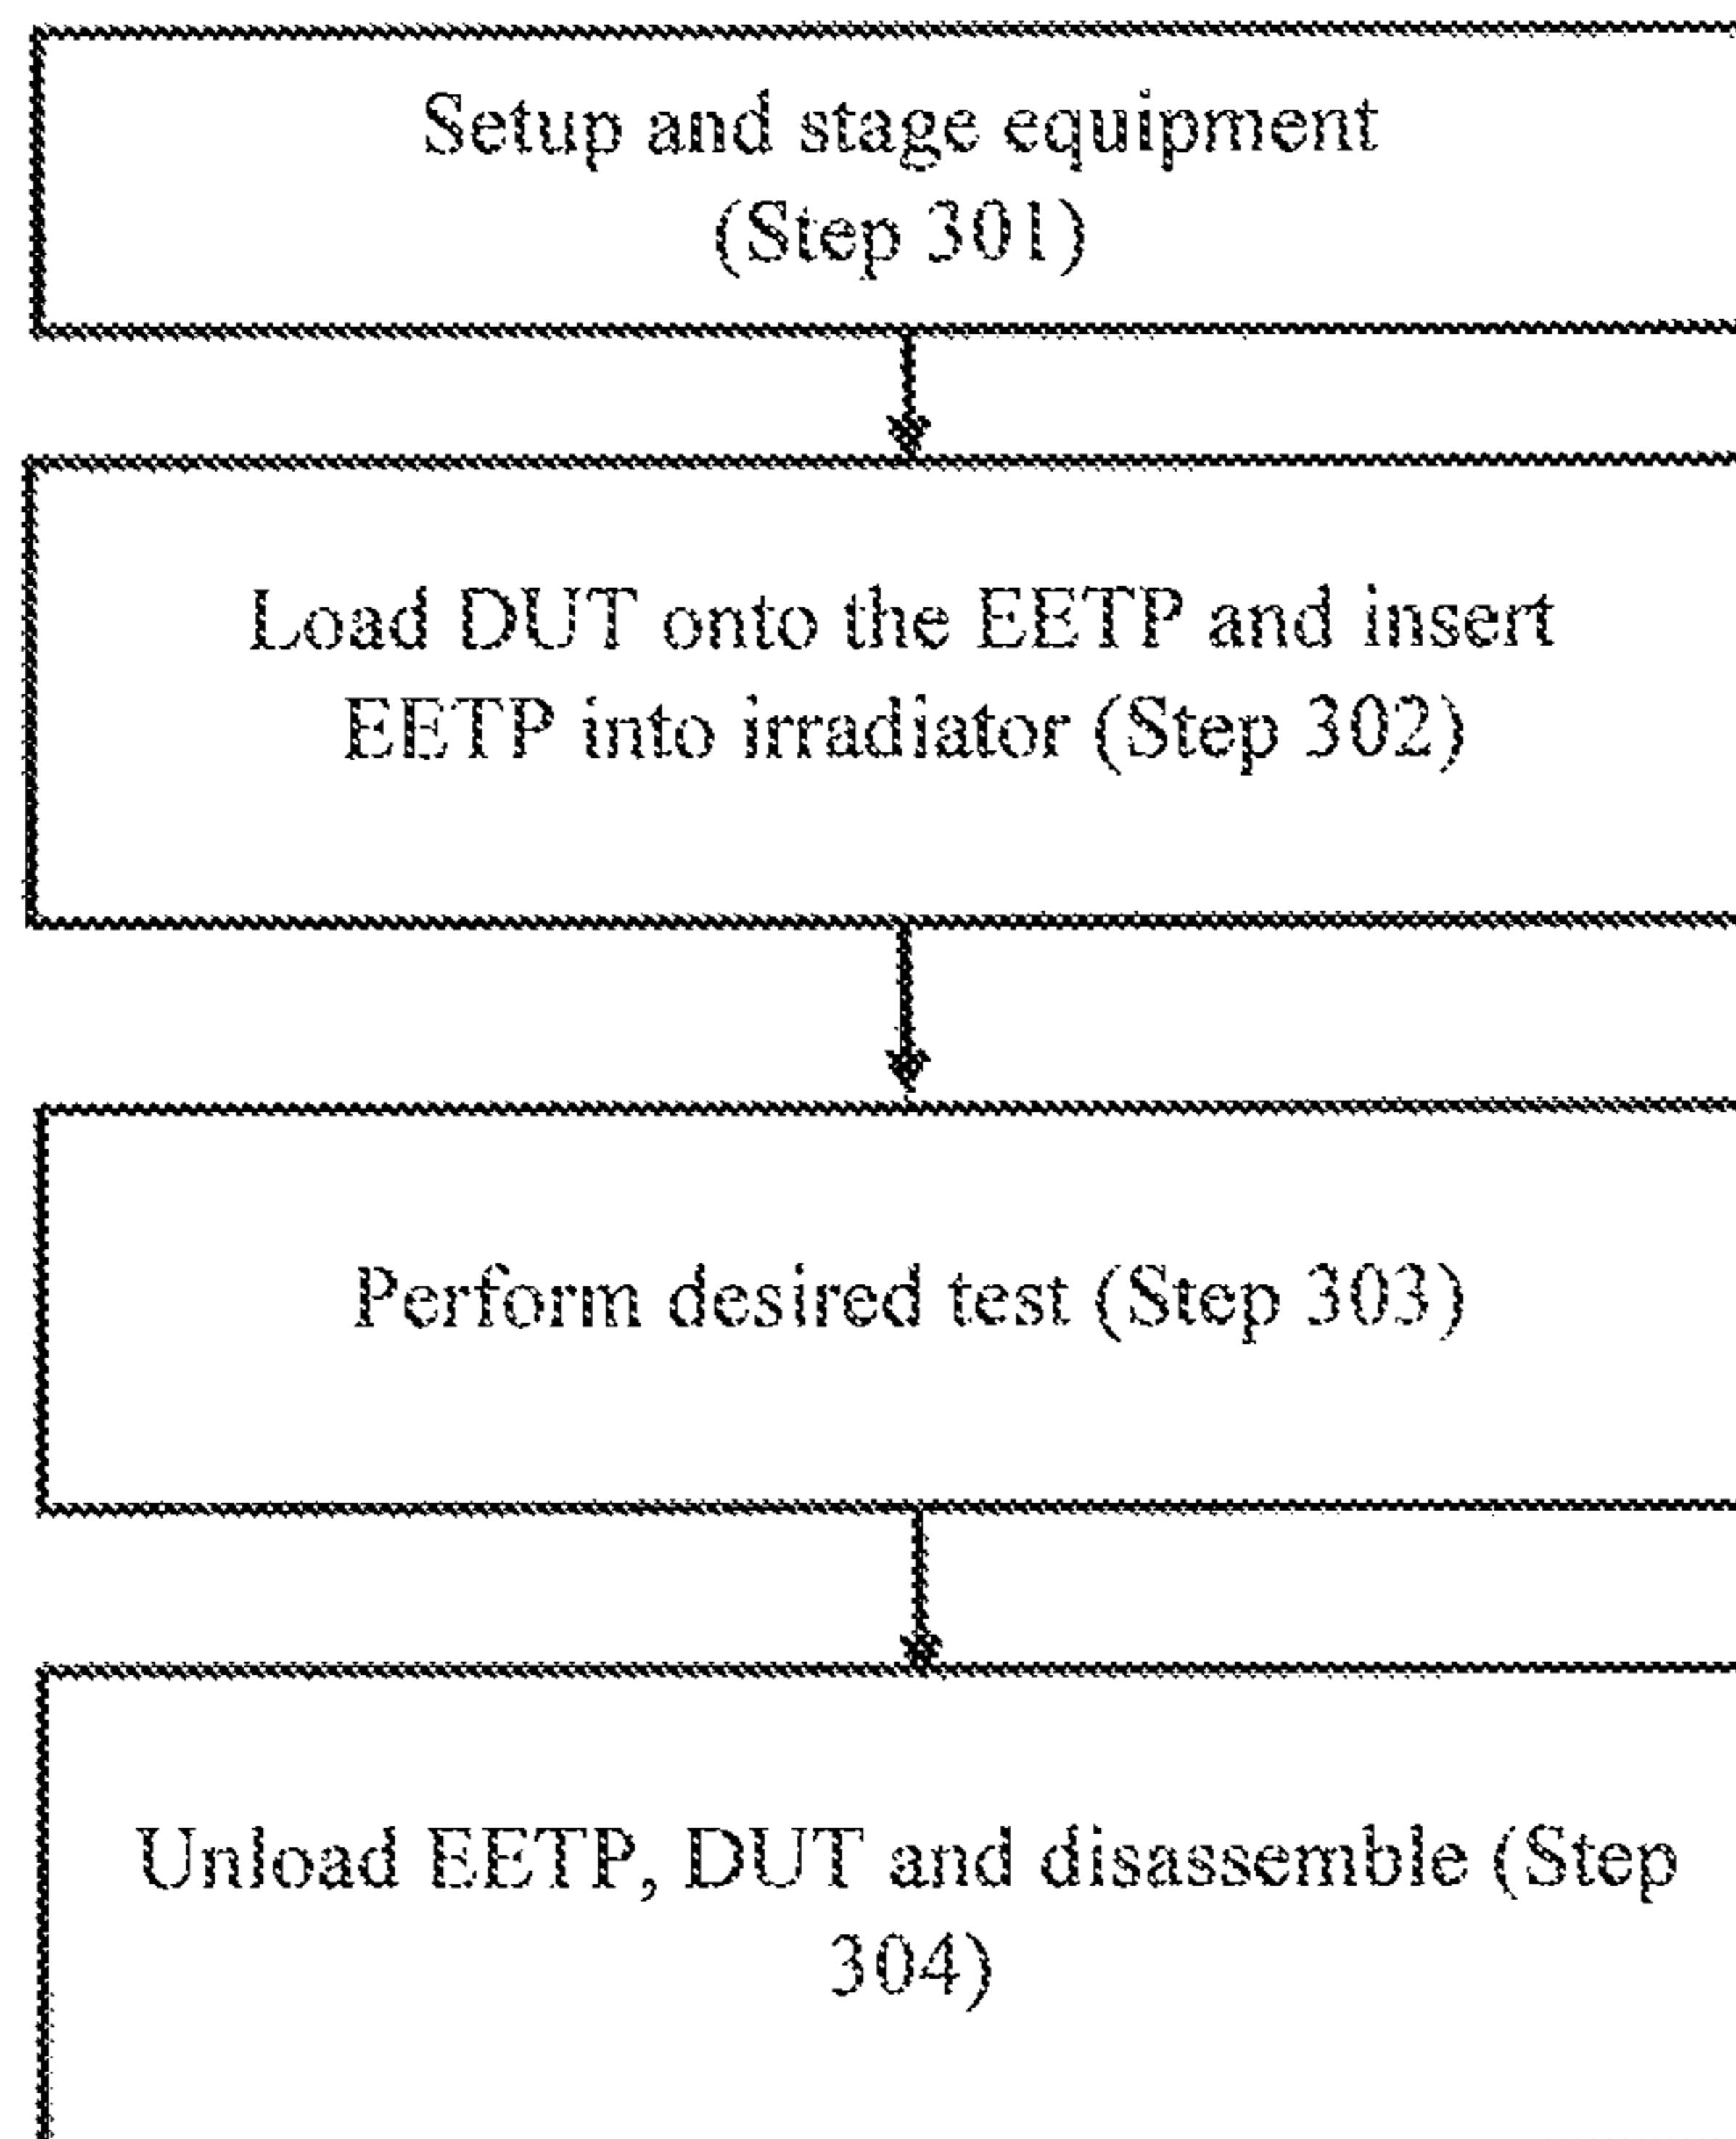 Setup and stage equipment
(Step 301)
Load DUT onto the EETP and insert
EETP into irradiator (Step 302)
Perform desired test (Step 303)
Unload EETP, DUT and disassemble (Step
304)